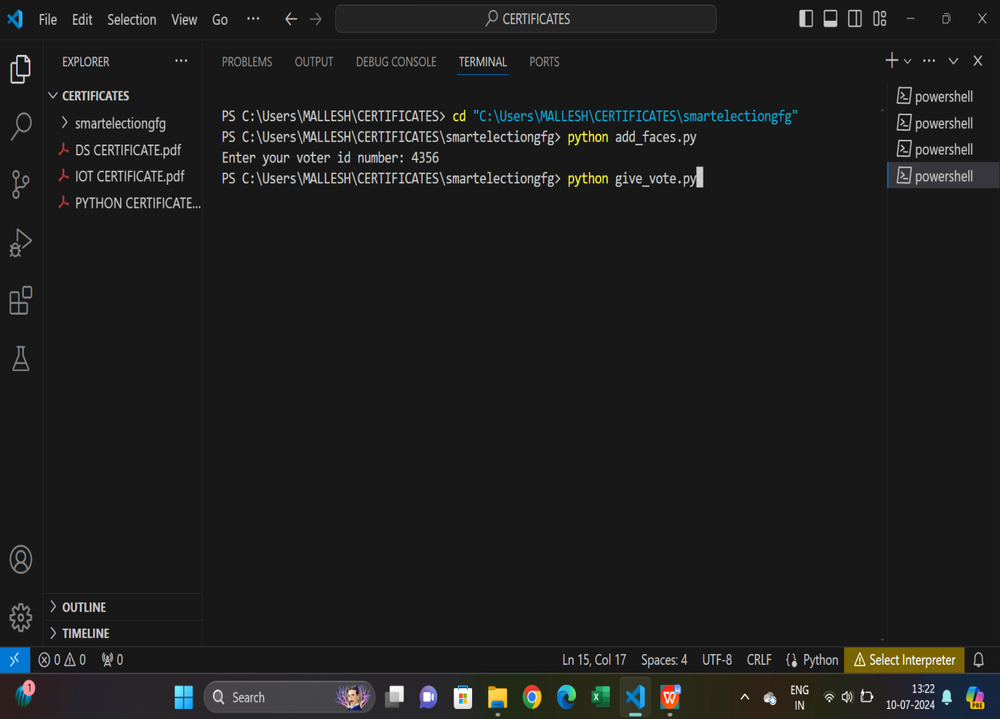 File Edit Selection View Go ... CERTIFICATES
EXPLORER ...
CERTIFICATES
smartelectiongfg
DS CERTIFICATE.pdf
IOT CERTIFICATE.pdf
PYTHON CERTIFICATE...
OUTLINE
TIMELINE
PROBLEMS OUTPUT DEBUG CONSOLE TERMINAL PORTS
PS C:\Users\MALLESH\CERTIFICATES> cd "C:\Users\MALLESH\CERTIFICATES\smartelectiongfg"
PS C:\Users\MALLESH\CERTIFICATES\smartelectiongfg> python add_faces.py
Enter your voter id number: 4356
PS C:\Users\MALLESH\CERTIFICATES\smartelectiongfg> python give_vote.py
powershell
powershell
powershell
powershell
0 0 0 Ln 15, Col 17 Spaces: 4 UTF-8 CRLF Python Select Interpreter
1 Search W ENG 13:22
IN 10-07-2024 PRE